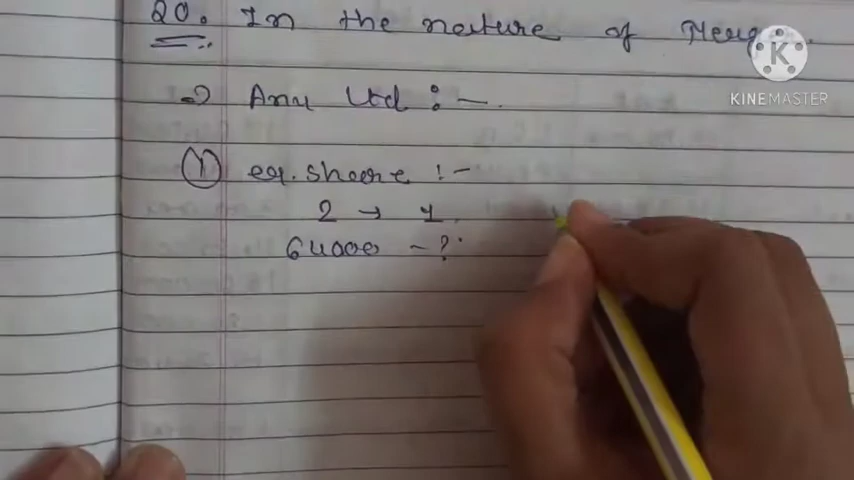 20. In the nature of Merg
KINEMASTER
=) Anu Ltd :-
(1) eq. share :-
2 → 1.
64000 - ?